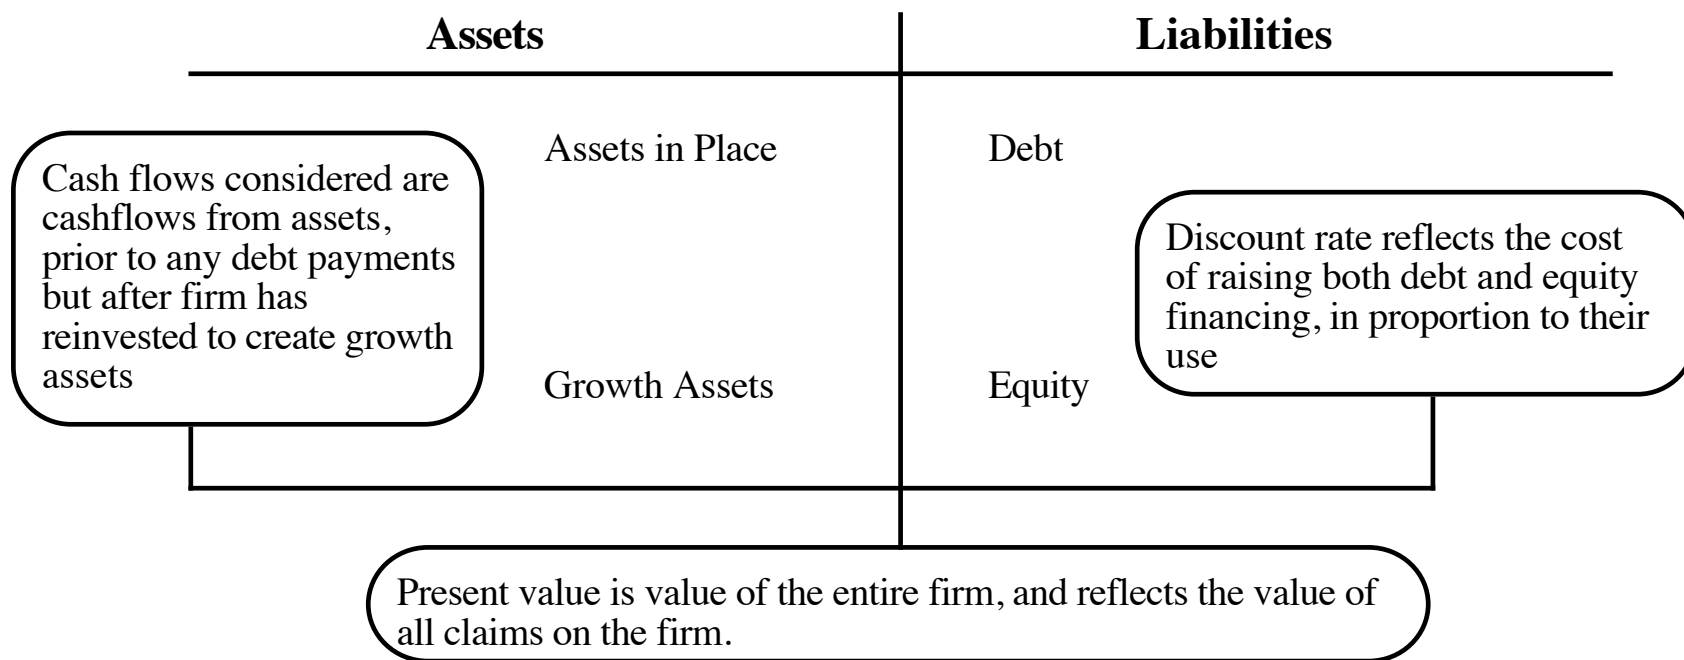 Assets
Liabilities
Assets in Place
Debt
Cash flows considered are
cashflows from assets,
prior to any debt payments
but after firm has
reinvested to create growth
assets
Discount rate reflects the cost
of raising both debt and equity
financing, in proportion to their
use
Growth Assets
Equity
Present value is value of the entire firm, and reflects the value of
all claims on the firm.